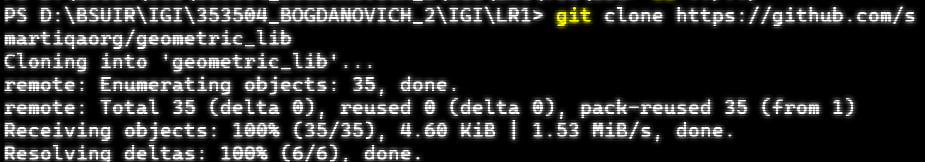 PS D:\BSUIR\IGI\353504_BOGDANOVICH_2\IGI\LR1> git clone https://github.com/s
martiqaorg/geometric_lib
Cloning into 'geometric_lib'...
remote: Enumerating objects: 35, done.
remote: Total 35 (delta 0), reused 0 (delta 0), pack-reused 35 (from 1)
Receiving objects: 100% (35/35), 4.60 KiB | 1.53 MiB/s, done.
Resolving deltas: 100% (6/6), done.